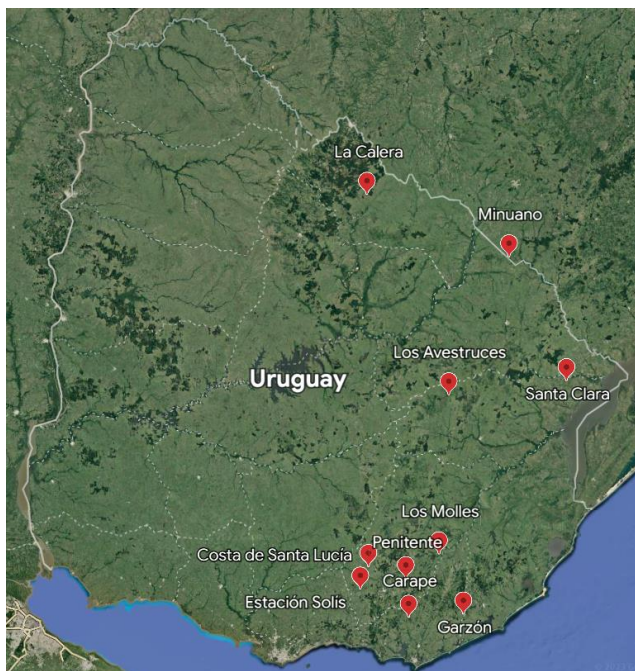 La Calera
Minuano
Los Avestruces
Uruguay
Santa Clara
Los Molles
Penitente
Costa de Santa Lucía
Carape
Estación Solis
Garzón